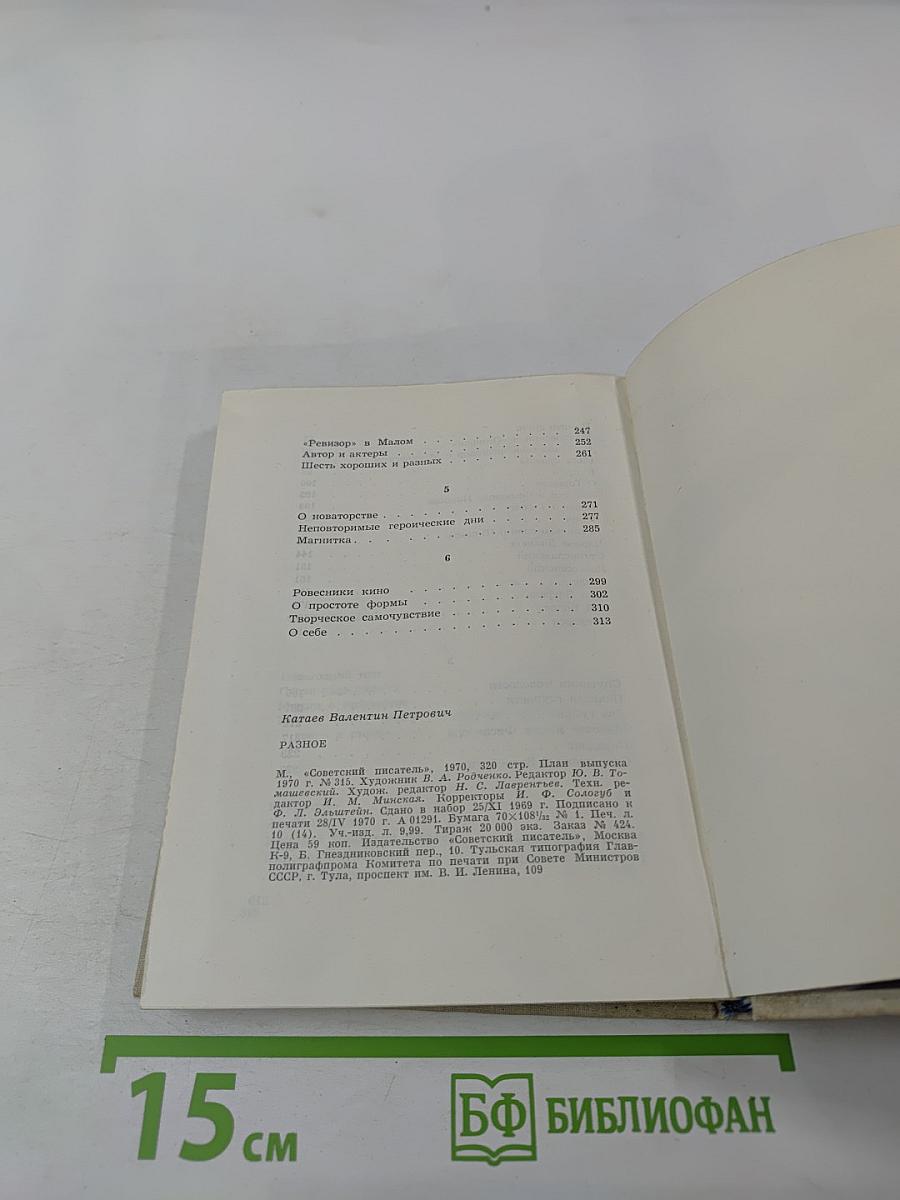 «Ревизор» в Малом . . . . . . . . . . 247
Автор и актеры . . . . . . . . . . . 252
Шесть хороших и разных . . . . . . . . 261
5
О новаторстве . . . . . . . . . . . 271
Неповторимые героические дни . . . . . . 277
Магнитка . . . . . . . . . . . . . 285
6
Ровесники кино . . . . . . . . . . . 299
О простоте формы . . . . . . . . . . 302
Творческое самочувствие . . . . . . . . 310
О себе . . . . . . . . . . . . . . 313
Катаев Валентин Петрович
РАЗНОЕ
М., «Советский писатель», 1970, 320 стр. План выпуска
1970 г. № 315. Художник В. А. Родченко. Редактор Ю. В. То-
машевский. Худож. редактор Н. С. Лаврентьев. Техн. ре-
дактор И. М. Минская. Корректоры И. Ф. Сологуб и
Ф. Л. Эльштейн. Сдано в набор 25/XI 1969 г. Подписано к
печати 28/IV 1970 г. А 01291. Бумага 70×108¹/₃₂ № 1. Печ. л.
10 (14). Уч.-изд. л. 9,99. Тираж 20 000 экз. Заказ № 424.
Цена 59 коп. Издательство «Советский писатель», Москва
К-9, Б. Гнездниковский пер., 10. Тульская типография Глав-
полиграфпрома Комитета по печати при Совете Министров
СССР, г. Тула, проспект им. В. И. Ленина, 109
15 см
БФ БИБЛИОФАН